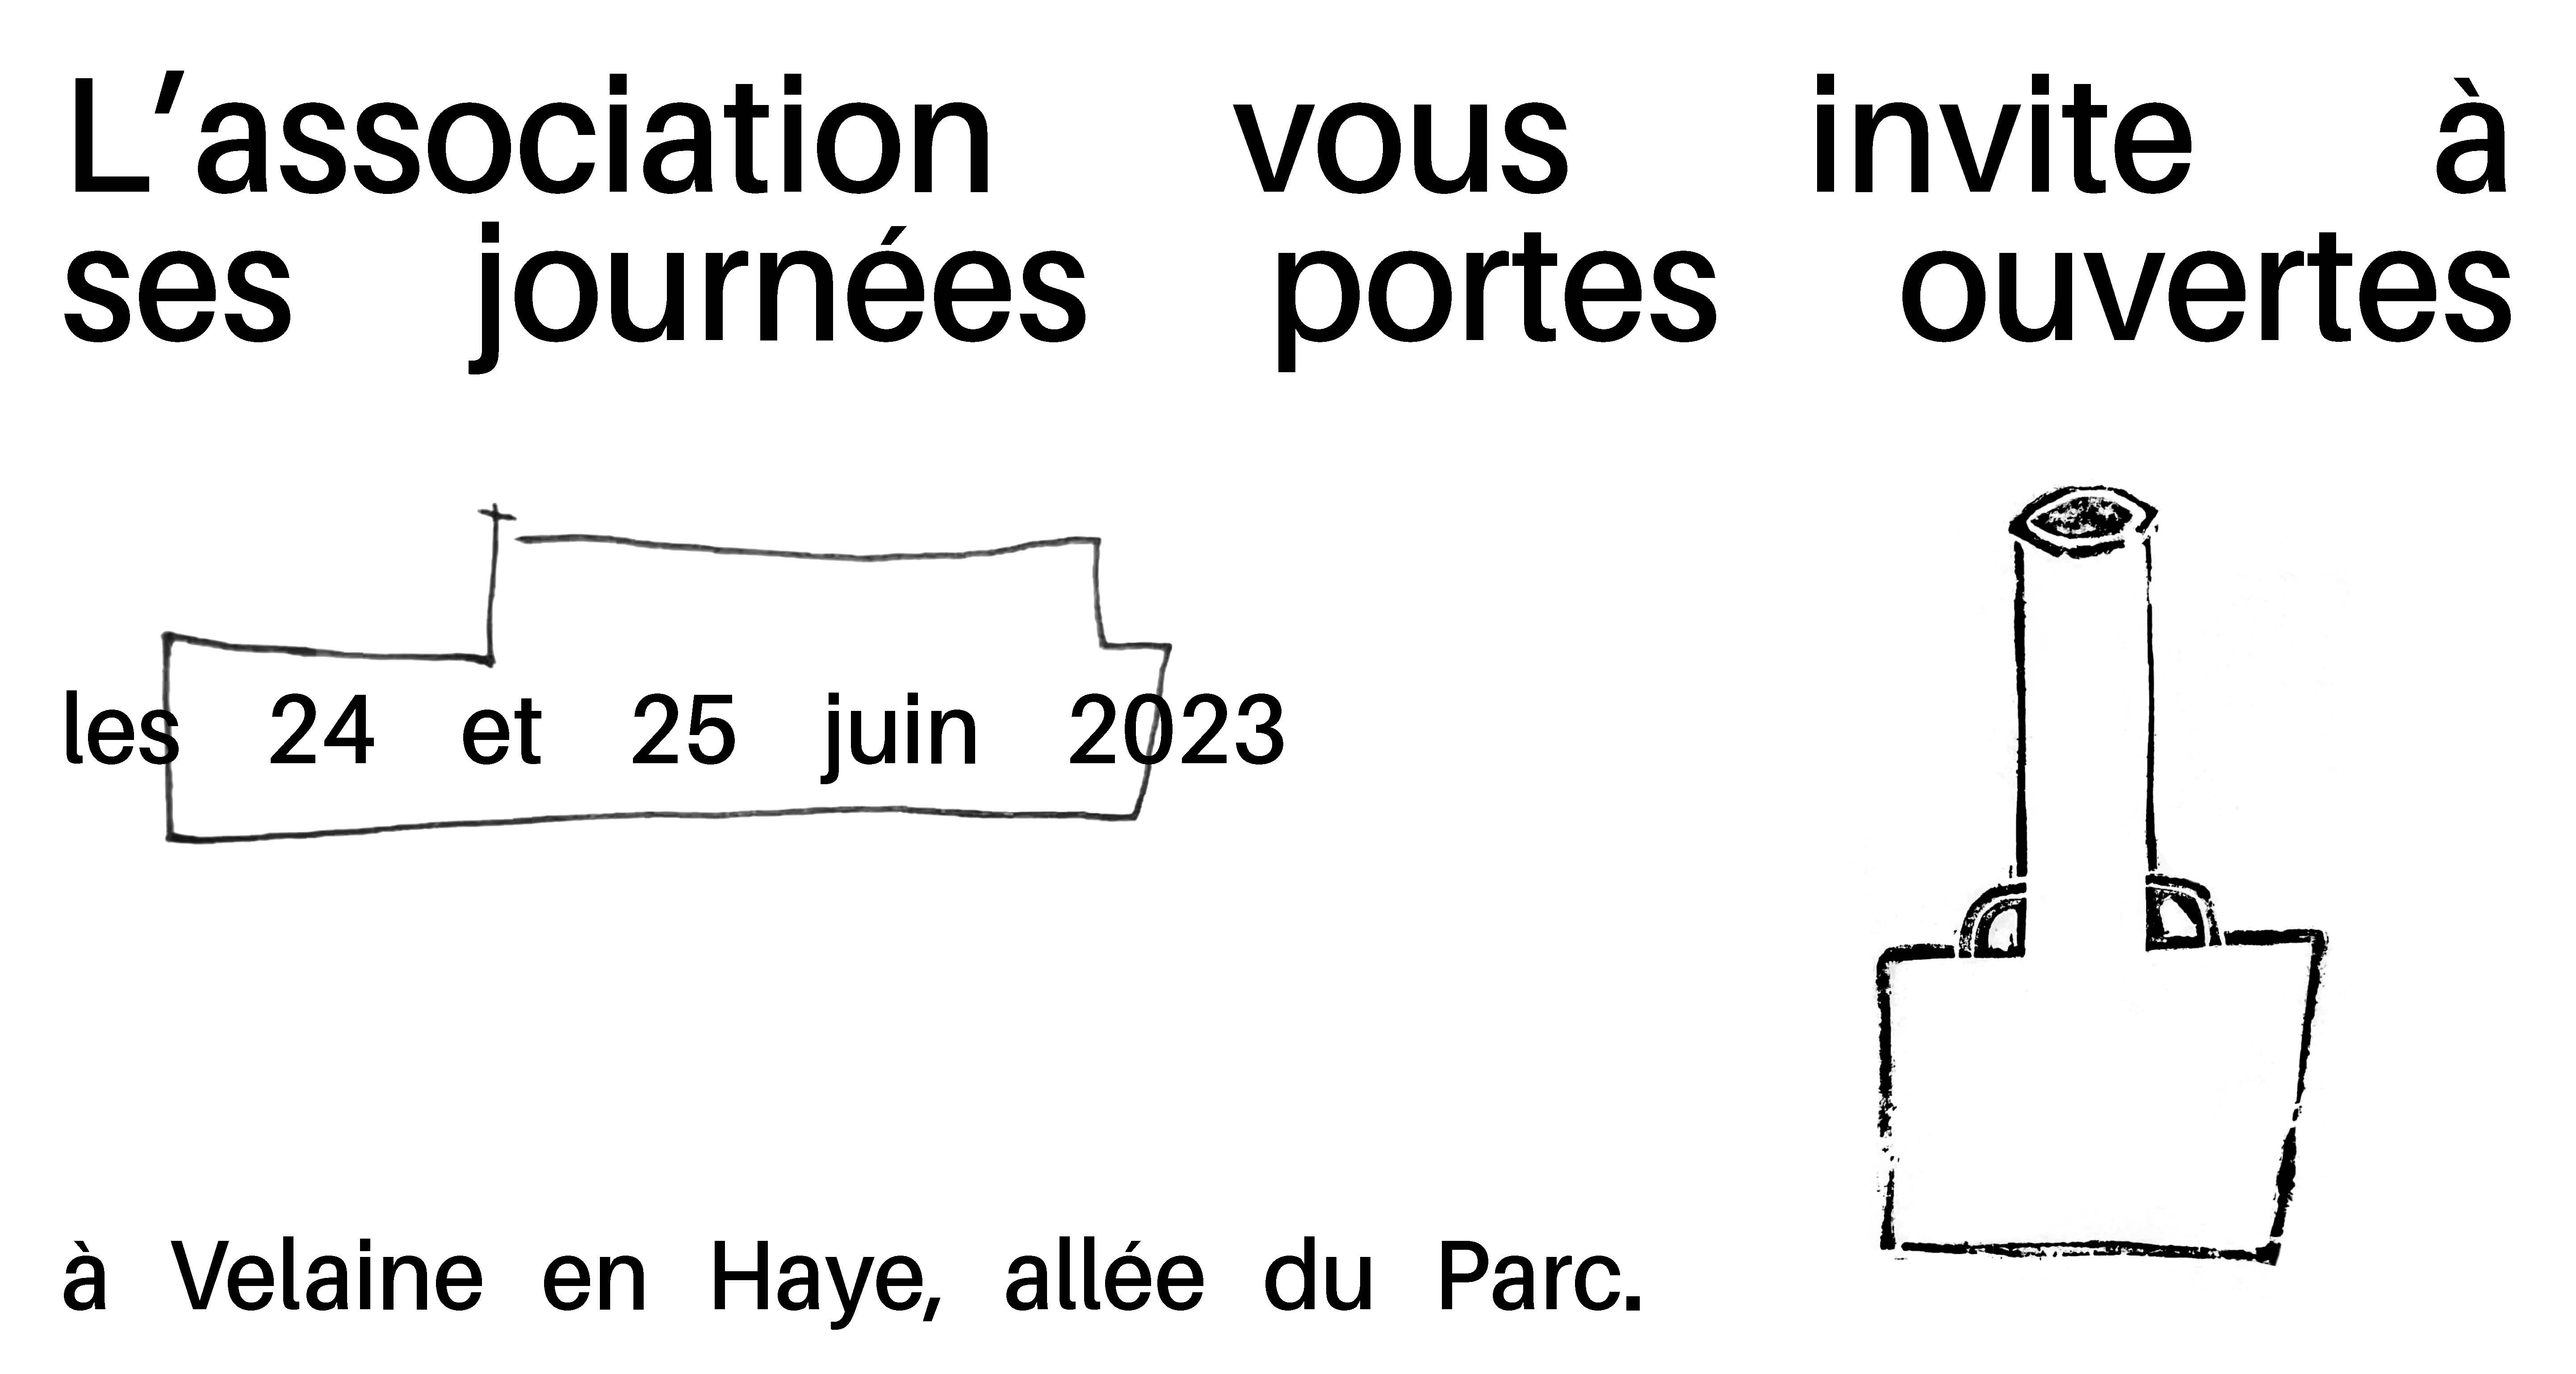 L’association vous invite à
ses journées portes ouvertes
les 24 et 25 juin 2023
à Velaine en Haye, allée du Parc.